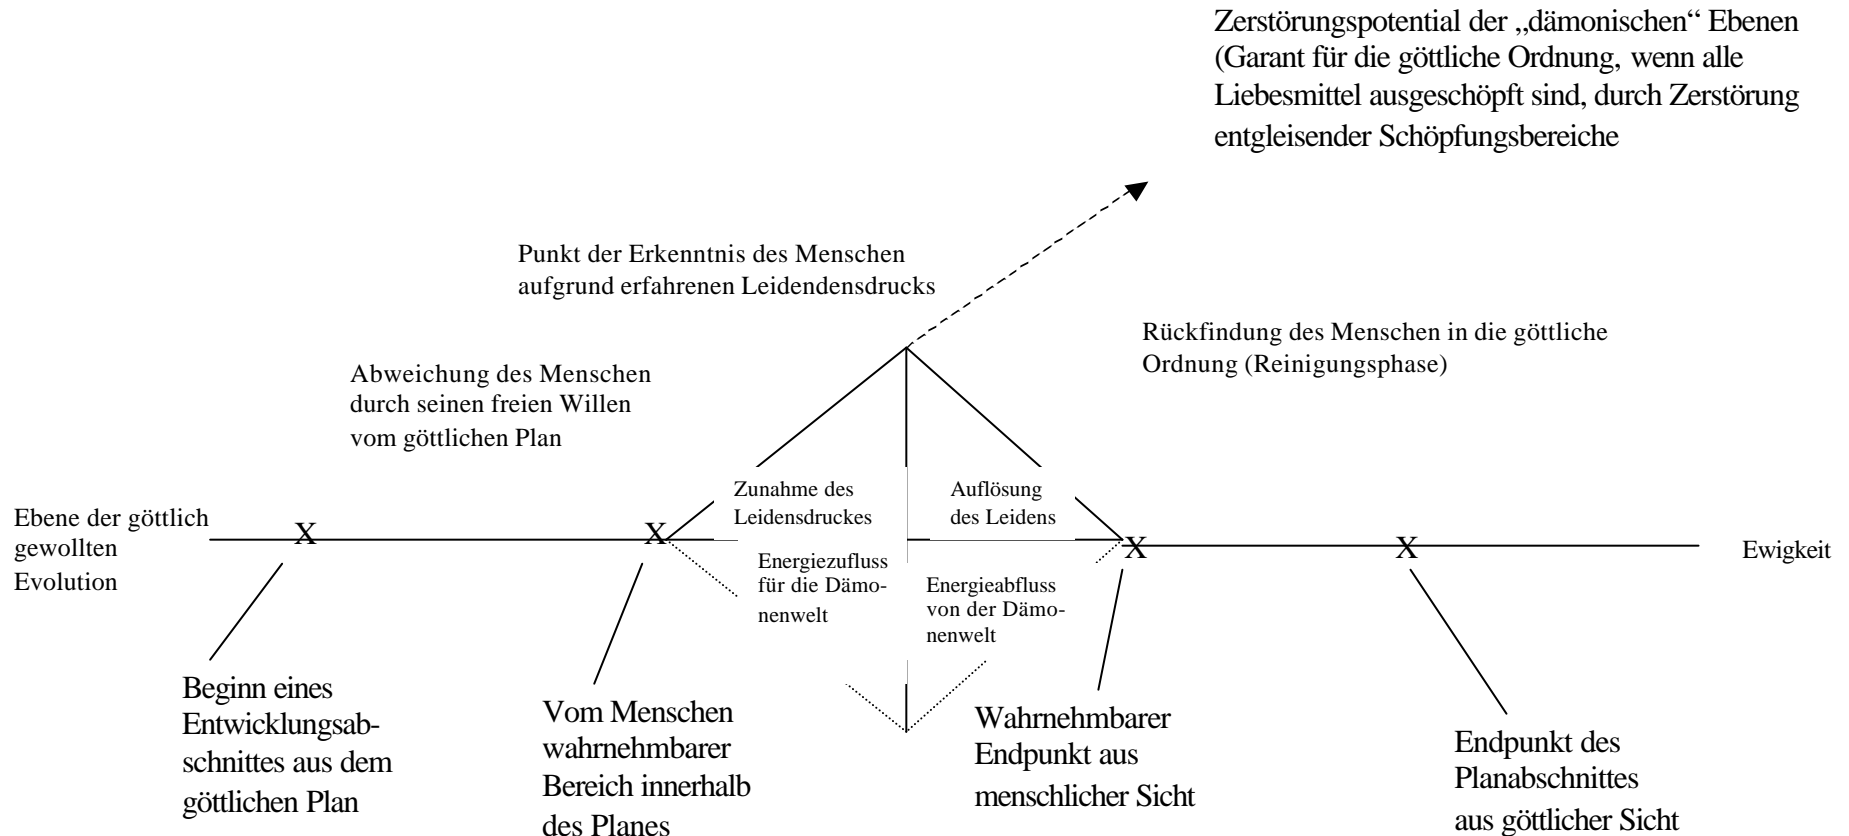 Zerstörungspotential der „dämonischen“ Ebenen
(Garant für die göttliche Ordnung, wenn alle
Liebesmittel ausgeschöpft sind, durch Zerstörung
entgleisender Schöpfungsbereiche
Punkt der Erkenntnis des Menschen
aufgrund erfahrenen Leidendensdrucks
Rückfindung des Menschen in die göttliche
Ordnung (Reinigungsphase)
Abweichung des Menschen
durch seinen freien Willen
vom göttlichen Plan
Zunahme des
Leidensdruckes
Auflösung
des Leidens
Ebene der göttlich
gewollten
Evolution
X
X
X
X
Ewigkeit
Energiezufluss
für die Dämo-
nenwelt
Energieabfluss
von der Dämo-
nenwelt
Beginn eines
Entwicklungsab-
schnittes aus dem
göttlichen Plan
Vom Menschen
wahrnehmbarer
Bereich innerhalb
des Planes
Wahrnehmbarer
Endpunkt aus
menschlicher Sicht
Endpunkt des
Planabschnittes
aus göttlicher Sicht